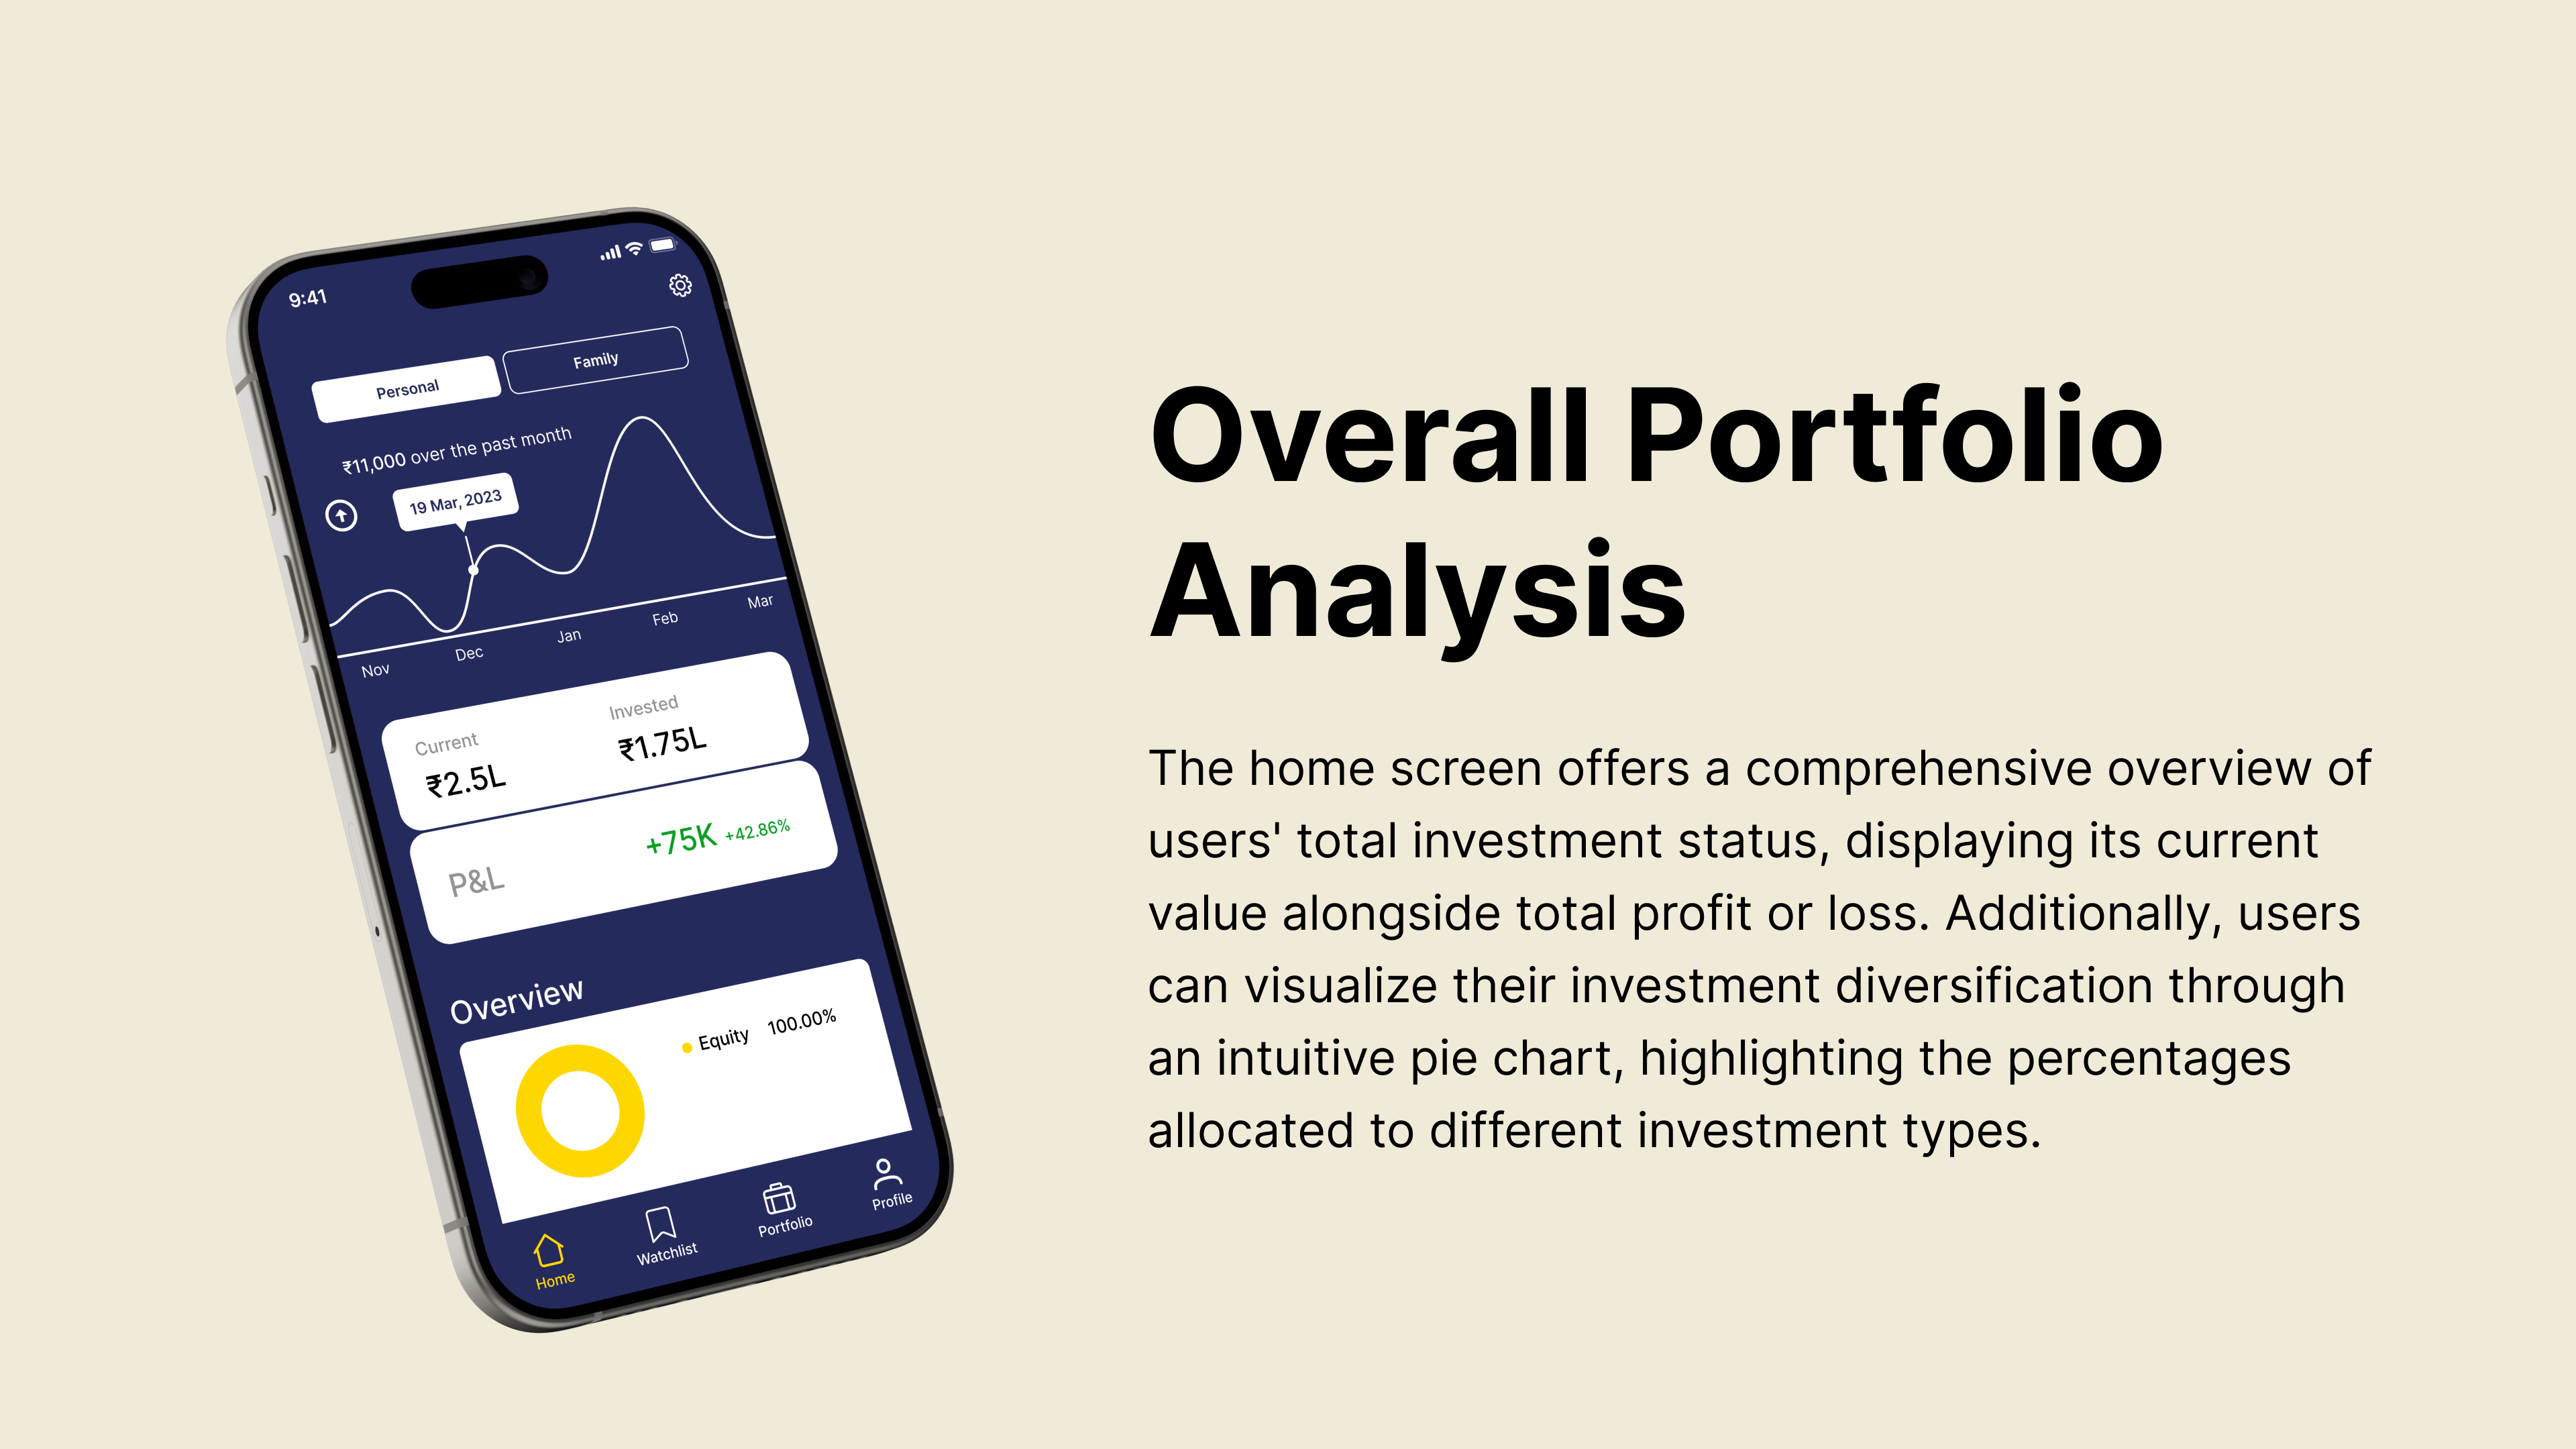 9:41
Personal
Family
₹11,000 over the past month
19 Mar, 2023
Nov
Dec
Jan
Feb
Mar
Current
₹2.5L
Invested
₹1.75L
P&L
+75K +42.86%
Overview
Equity 100.00%
Home
Watchlist
Portfolio
Profile
Overall Portfolio
Analysis
The home screen offers a comprehensive overview of
users' total investment status, displaying its current
value alongside total profit or loss. Additionally, users
can visualize their investment diversification through
an intuitive pie chart, highlighting the percentages
allocated to different investment types.